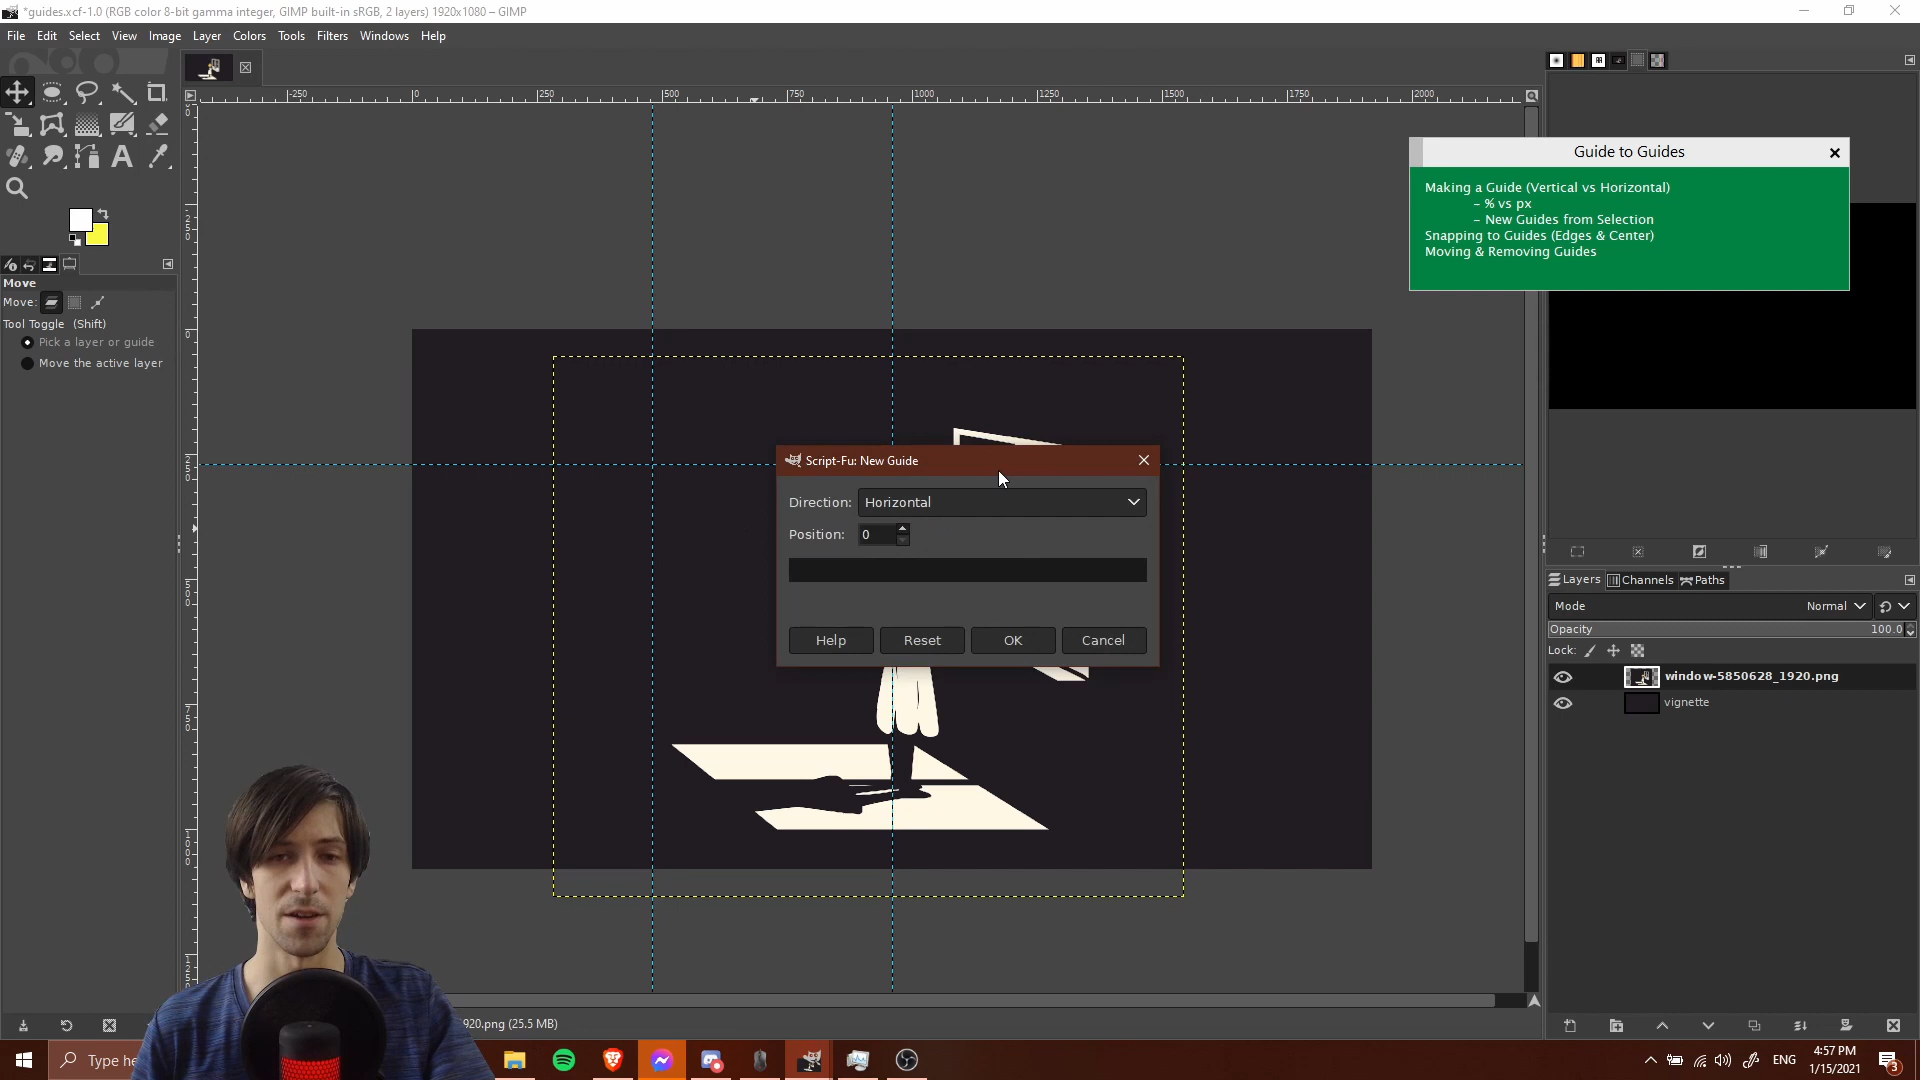 *guides.xcf-1.0 (RGB color 8-bit gamma integer, GIMP built-in sRGB, 2 layers) 1920x1080 – GIMP
File Edit Select View Image Layer Colors Tools Filters Windows Help
-250 0 250 500 750 1000 1250 1500 1750 2000
Guide to Guides
Making a Guide (Vertical vs Horizontal)
- % vs px
- New Guides from Selection
Snapping to Guides (Edges & Center)
Moving & Removing Guides
Move
Move:
Tool Toggle (Shift)
Pick a layer or guide
Move the active layer
Script-Fu: New Guide
Direction: Horizontal
Position: 0
Help Reset OK Cancel
Layers Channels Paths
Mode Normal
Opacity 100.0
Lock:
window-5850628_1920.png
vignette
920.png (25.5 MB)
Type he
ENG
4:57 PM
1/15/2021
3